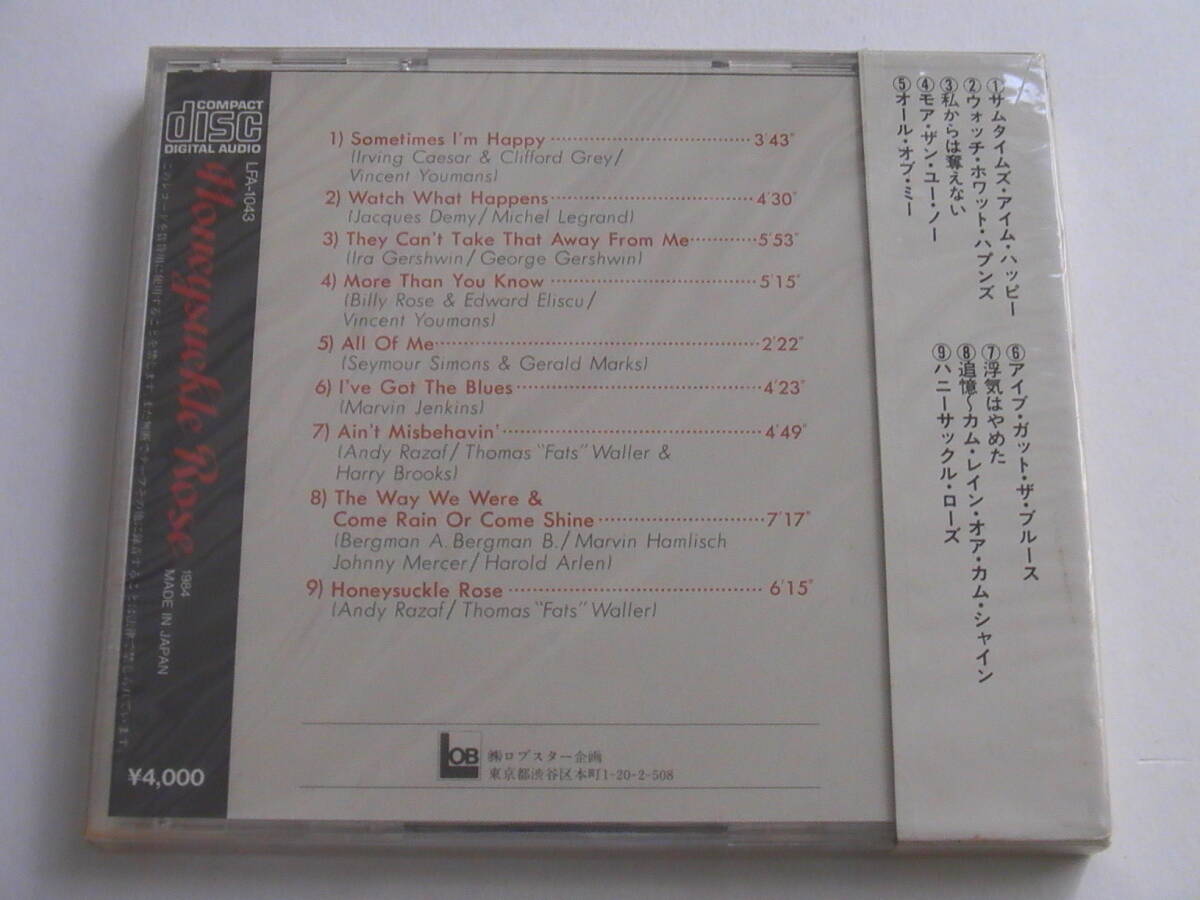 COMPACT
disc
DIGITAL AUDIO
LFA-1043
Honeysuckle Rose
1984
MADE IN JAPAN
¥4,000
1) Sometimes I'm Happy 3'43"
(Irving Caesar & Clifford Grey/
Vincent Youmans)
2) Watch What Happens 4'30"
(Jacques Demy/Michel Legrand)
3) They Can't Take That Away From Me 5'53"
(Ira Gershwin/George Gershwin)
4) More Than You Know 5'15"
(Billy Rose & Edward Eliscu/
Vincent Youmans)
5) All Of Me 2'22"
(Seymour Simons & Gerald Marks)
6) I've Got The Blues 4'23"
(Marvin Jenkins)
7) Ain't Misbehavin' 4'49"
(Andy Razaf/Thomas "Fats" Waller &
Harry Brooks)
8) The Way We Were &
Come Rain Or Come Shine 7'17"
(Bergman A. Bergman B./Marvin Hamlisch
Johnny Mercer/Harold Arlen)
9) Honeysuckle Rose 6'15"
(Andy Razaf/Thomas "Fats" Waller)
LOB
㈱ロブスター企画
東京都渋谷区本町1-20-2-508
①サムタイムズ・アイム・ハッピー
②ウォッチ・ホワット・ハプンズ
③私からは奪えない
④モア・ザン・ユー・ノー
⑤オール・オブ・ミー
⑥アイブ・ガット・ザ・ブルース
⑦浮気はやめた
⑧追憶〜カム・レイン・オア・カム・シャイン
⑨ハニーサックル・ローズ